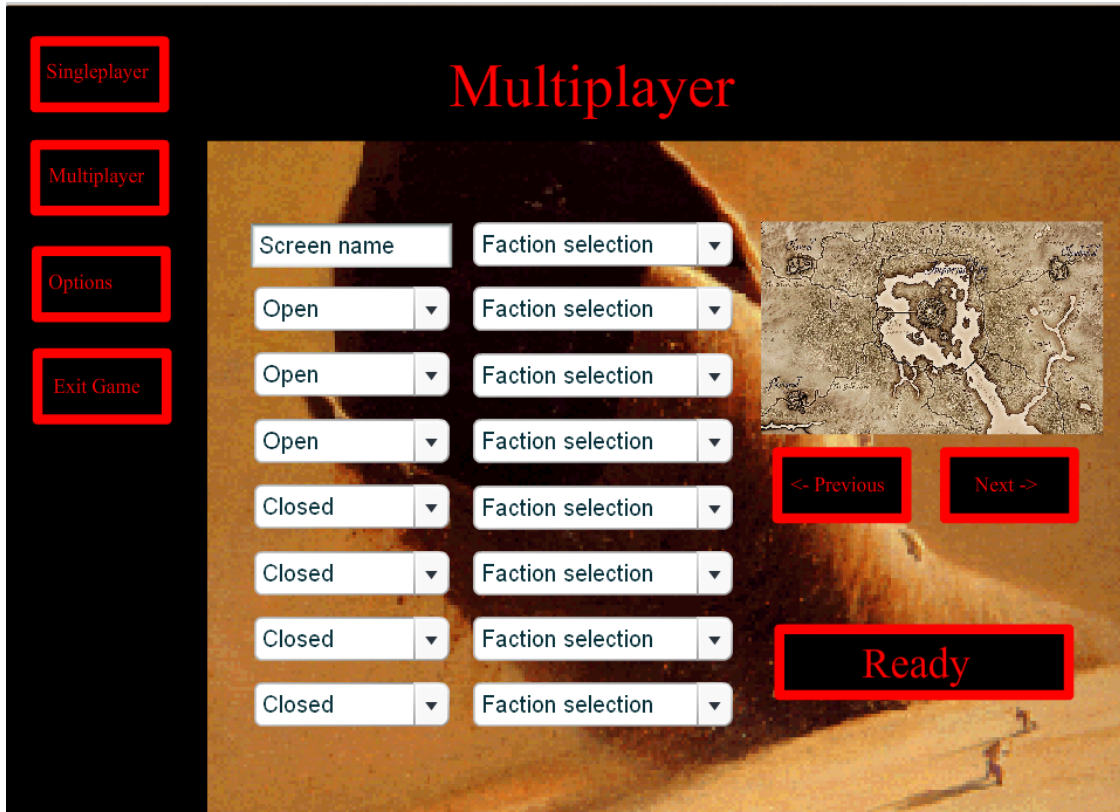 Singleplayer
Multiplayer
Options
Exit Game
Multiplayer
Screen name Faction selection
Open Faction selection
Open Faction selection
Open Faction selection
Closed Faction selection
Closed Faction selection
Closed Faction selection
Closed Faction selection
<- Previous Next ->
Ready